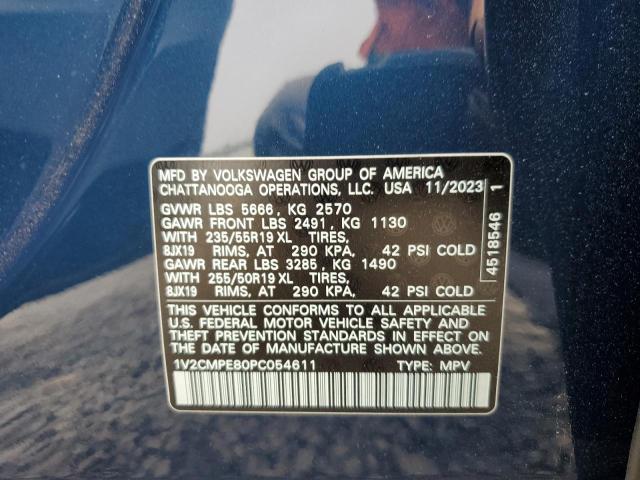 MFD BY VOLKSWAGEN GROUP OF AMERICA
CHATTANOOGA OPERATIONS, LLC. USA 11/2023
GVWR LBS 5666, KG 2570
GAWR FRONT LBS 2491, KG 1130
WITH 235/55R19 XL TIRES,
8JX19 RIMS, AT 290 KPA, 42 PSI COLD
GAWR REAR LBS 3285, KG 1490
WITH 255/50R19 XL TIRES,
8JX19 RIMS, AT 290 KPA, 42 PSI COLD
THIS VEHICLE CONFORMS TO ALL APPLICABLE
U.S. FEDERAL MOTOR VEHICLE SAFETY AND
THEFT PREVENTION STANDARDS IN EFFECT ON
THE DATE OF MANUFACTURE SHOWN ABOVE.
1V2CMPE80PC054611 TYPE: MPV
4518546 1